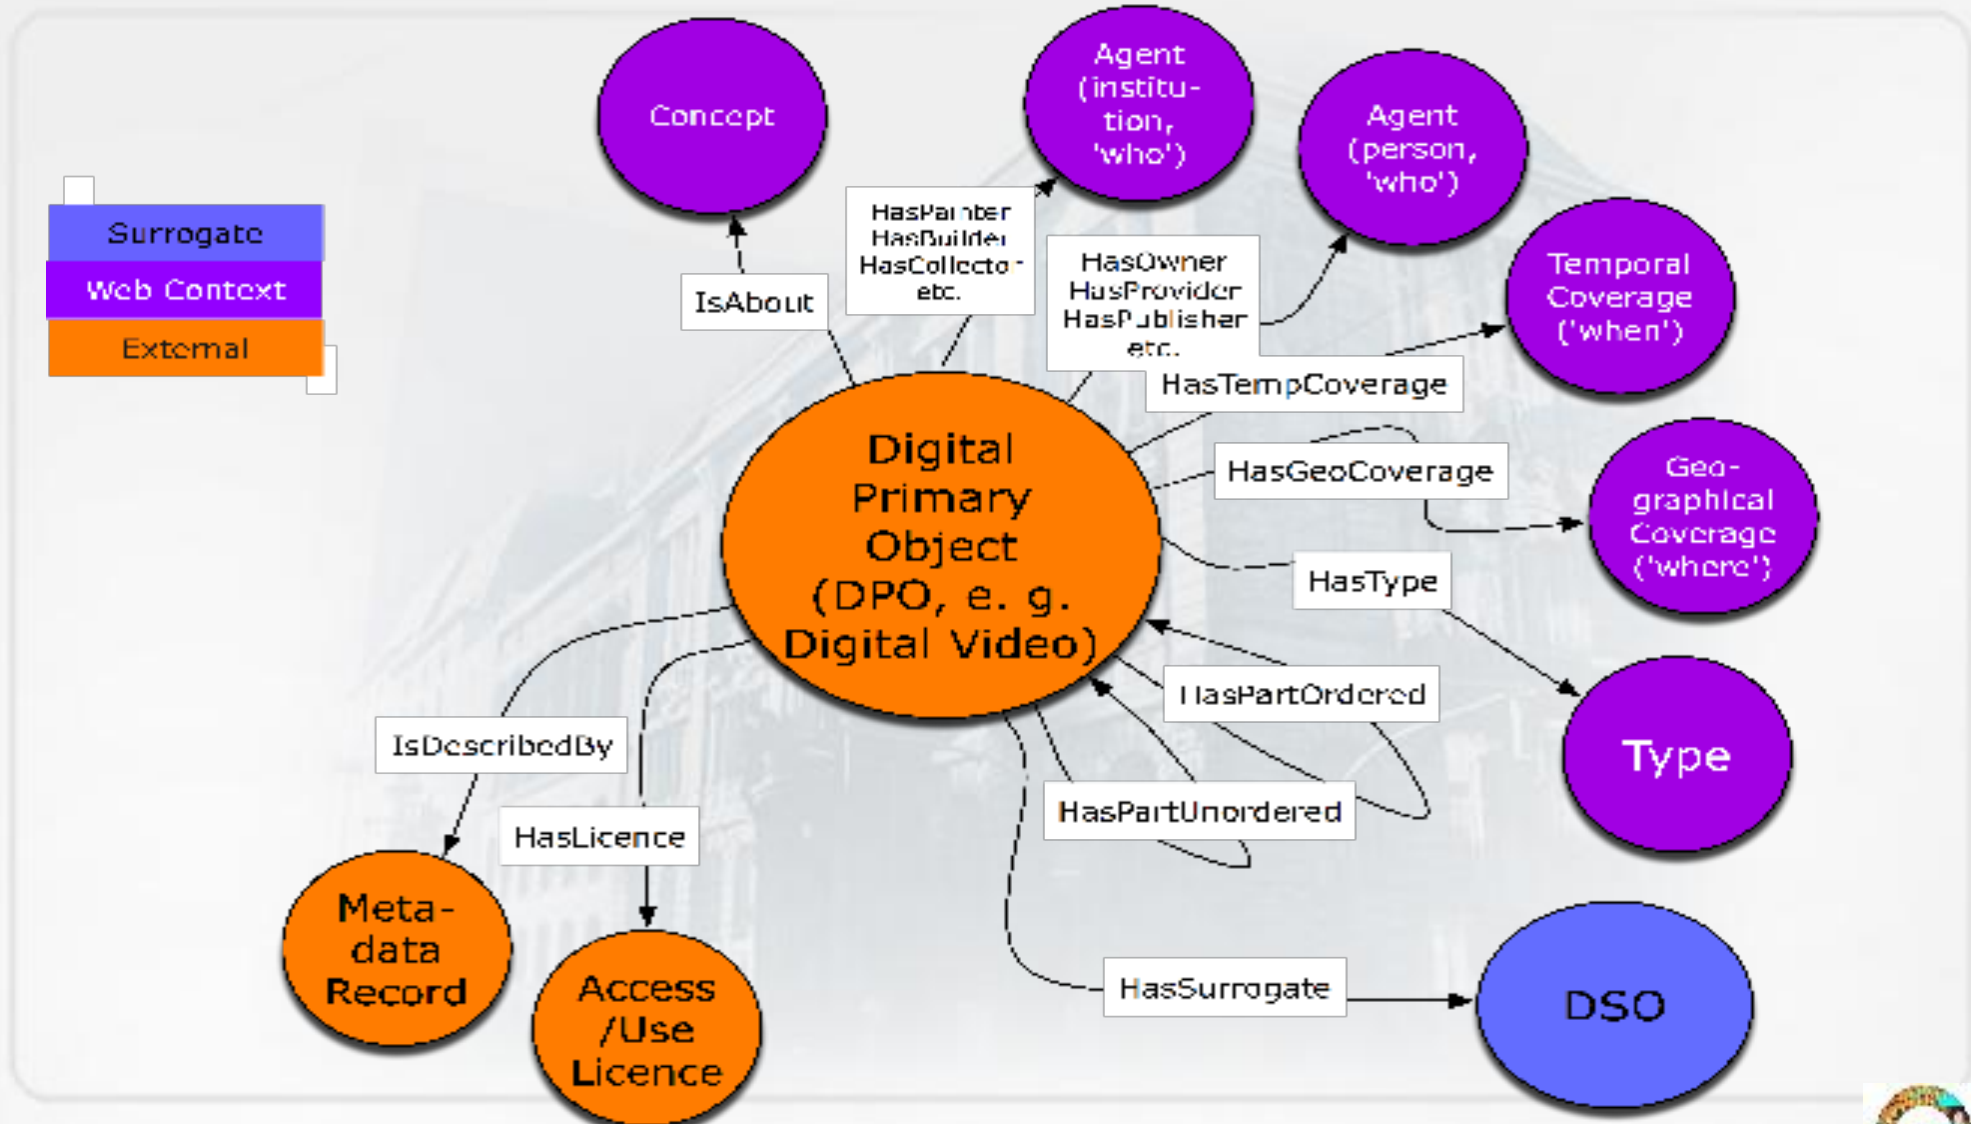 Concept
Agent
(institu-
tion,
'who')
Agent
(person,
'who')
Surrogate
Web Context
External
HasPainter
HasBuilder
HasCollector
etc.
HasOwner
HasProvider
HasPublisher
etc.
IsAbout
Temporal
Coverage
('when')
HasTempCoverage
Digital
Primary
Object
(DPO, e. g.
Digital Video)
HasGeoCoverage
Geo-
graphical
Coverage
('where')
HasType
HasPartOrdered
IsDescribedBy
Type
HasPartUnordered
HasLicence
Meta-
data
Record
Access
/Use
Licence
HasSurrogate
DSO